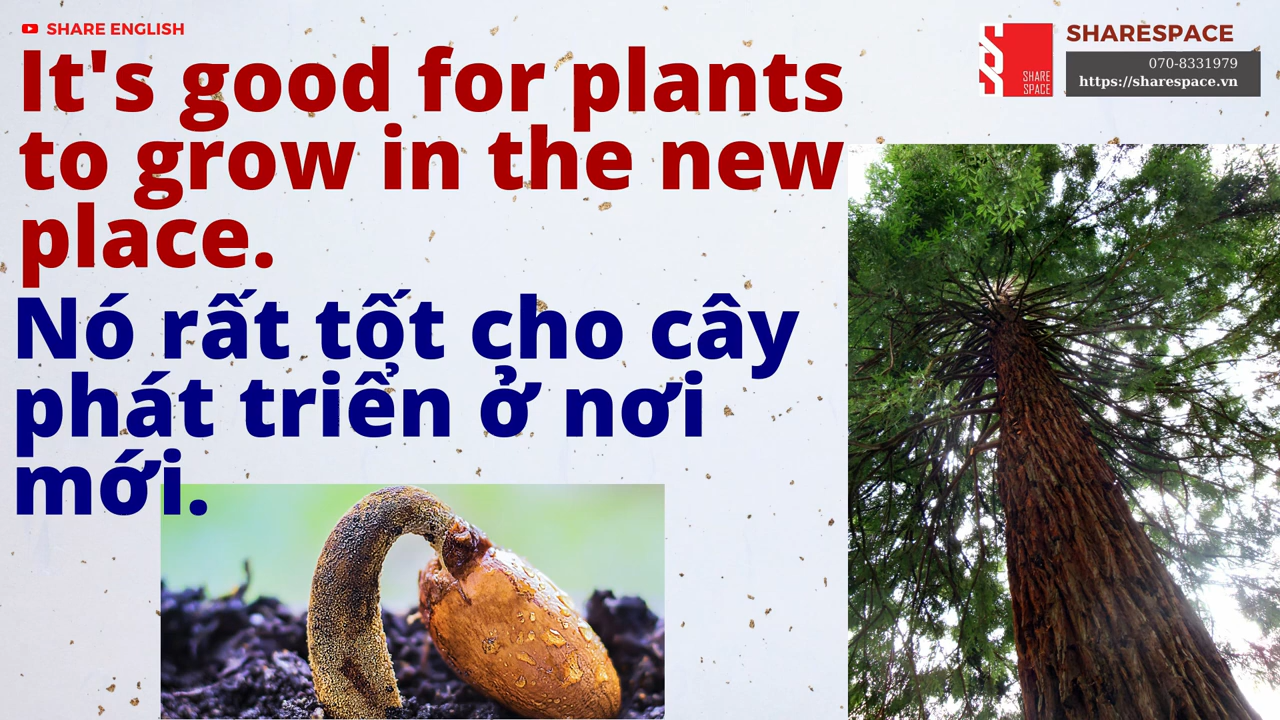 SHARE ENGLISH
It's good for plants
to grow in the new
place.
Nó rất tốt cho cây
phát triển ở nơi
mới.
SHARE
SPACE
SHARESPACE
070-8331979
https://sharespace.vn